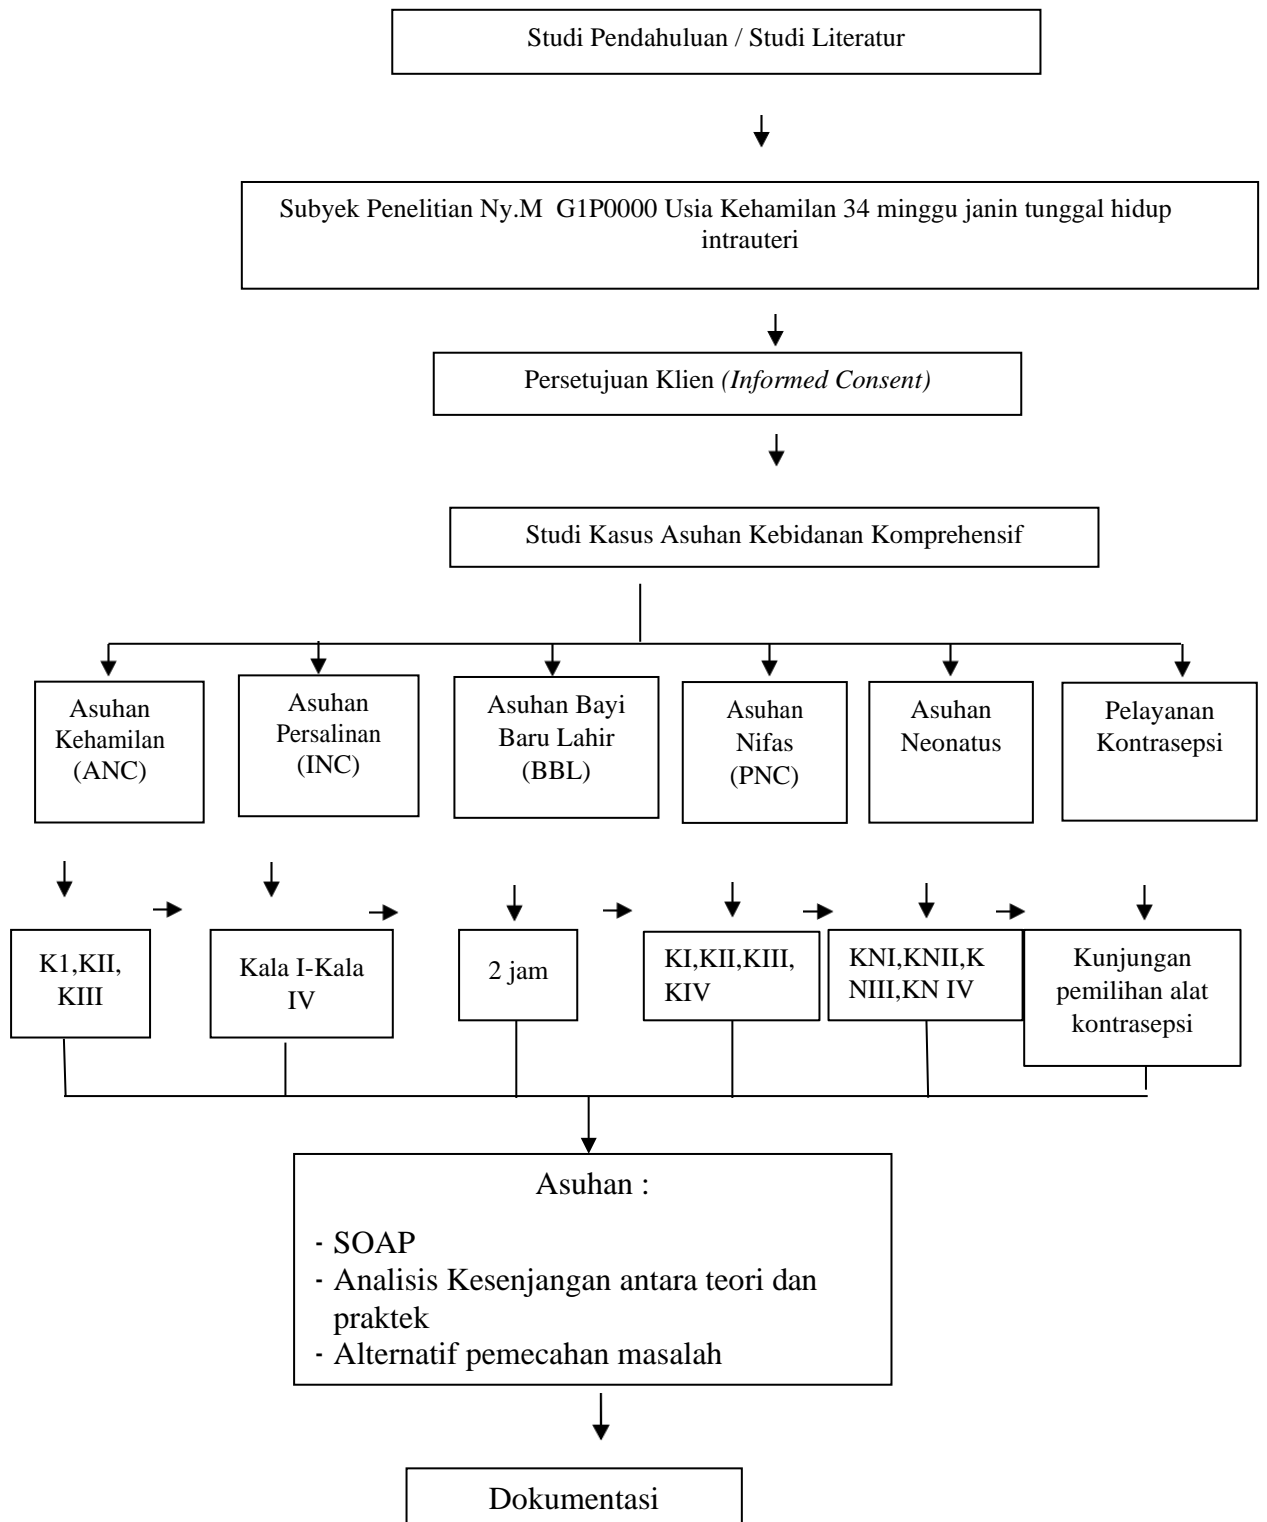 Studi Pendahuluan / Studi Literatur
Subyek Penelitian Ny.M G1P0000 Usia Kehamilan 34 minggu janin tunggal hidup
intrauteri
Persetujuan Klien (Informed Consent)
Studi Kasus Asuhan Kebidanan Komprehensif
Asuhan
Kehamilan
(ANC)
Asuhan
Persalinan
(INC)
Asuhan Bayi
Baru Lahir
(BBL)
Asuhan
Nifas
(PNC)
Asuhan
Neonatus
Pelayanan
Kontrasepsi
K1,KII,
KIII
Kala I-Kala
IV
2 jam
KI,KII,KIII,
KIV
KNI,KNII,K
NIII,KN IV
Kunjungan
pemilihan alat
kontrasepsi
Asuhan :
- SOAP
- Analisis Kesenjangan antara teori dan
praktek
- Alternatif pemecahan masalah
Dokumentasi